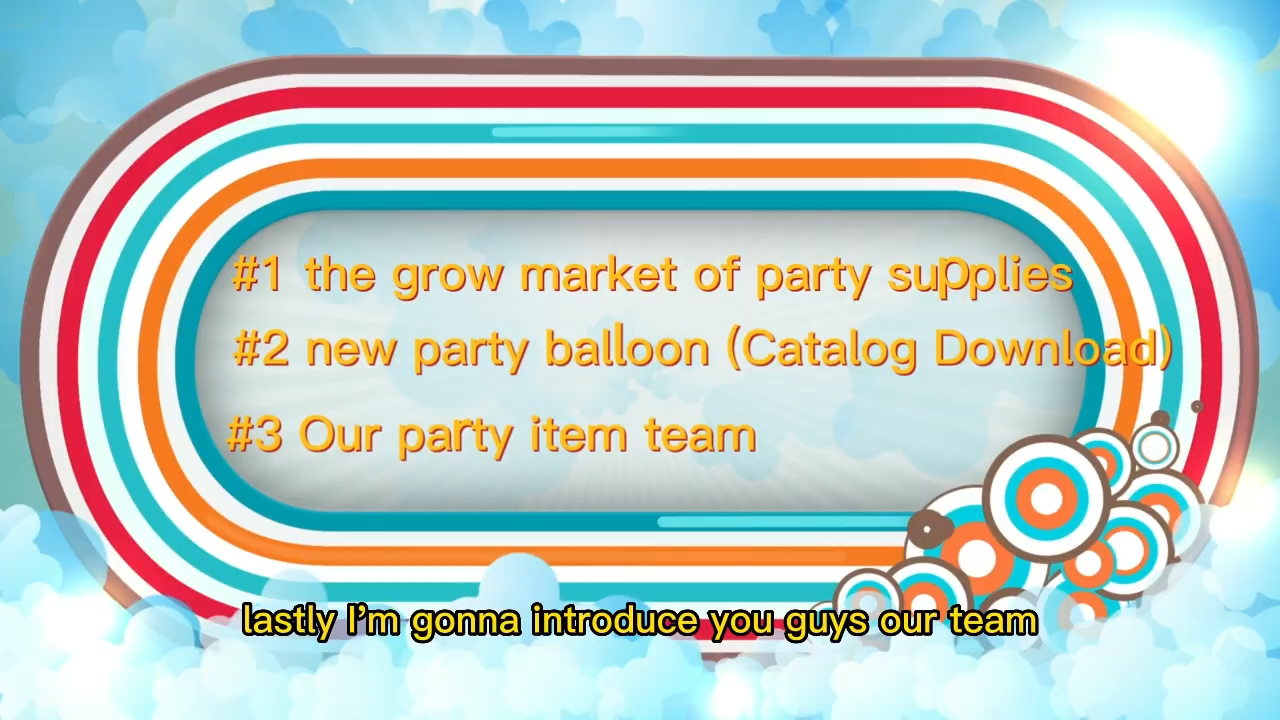 #1 the grow market of party supplies
#2 new party balloon (Catalog Download)
#3 Our party item team
lastly I'm gonna introduce you guys our team